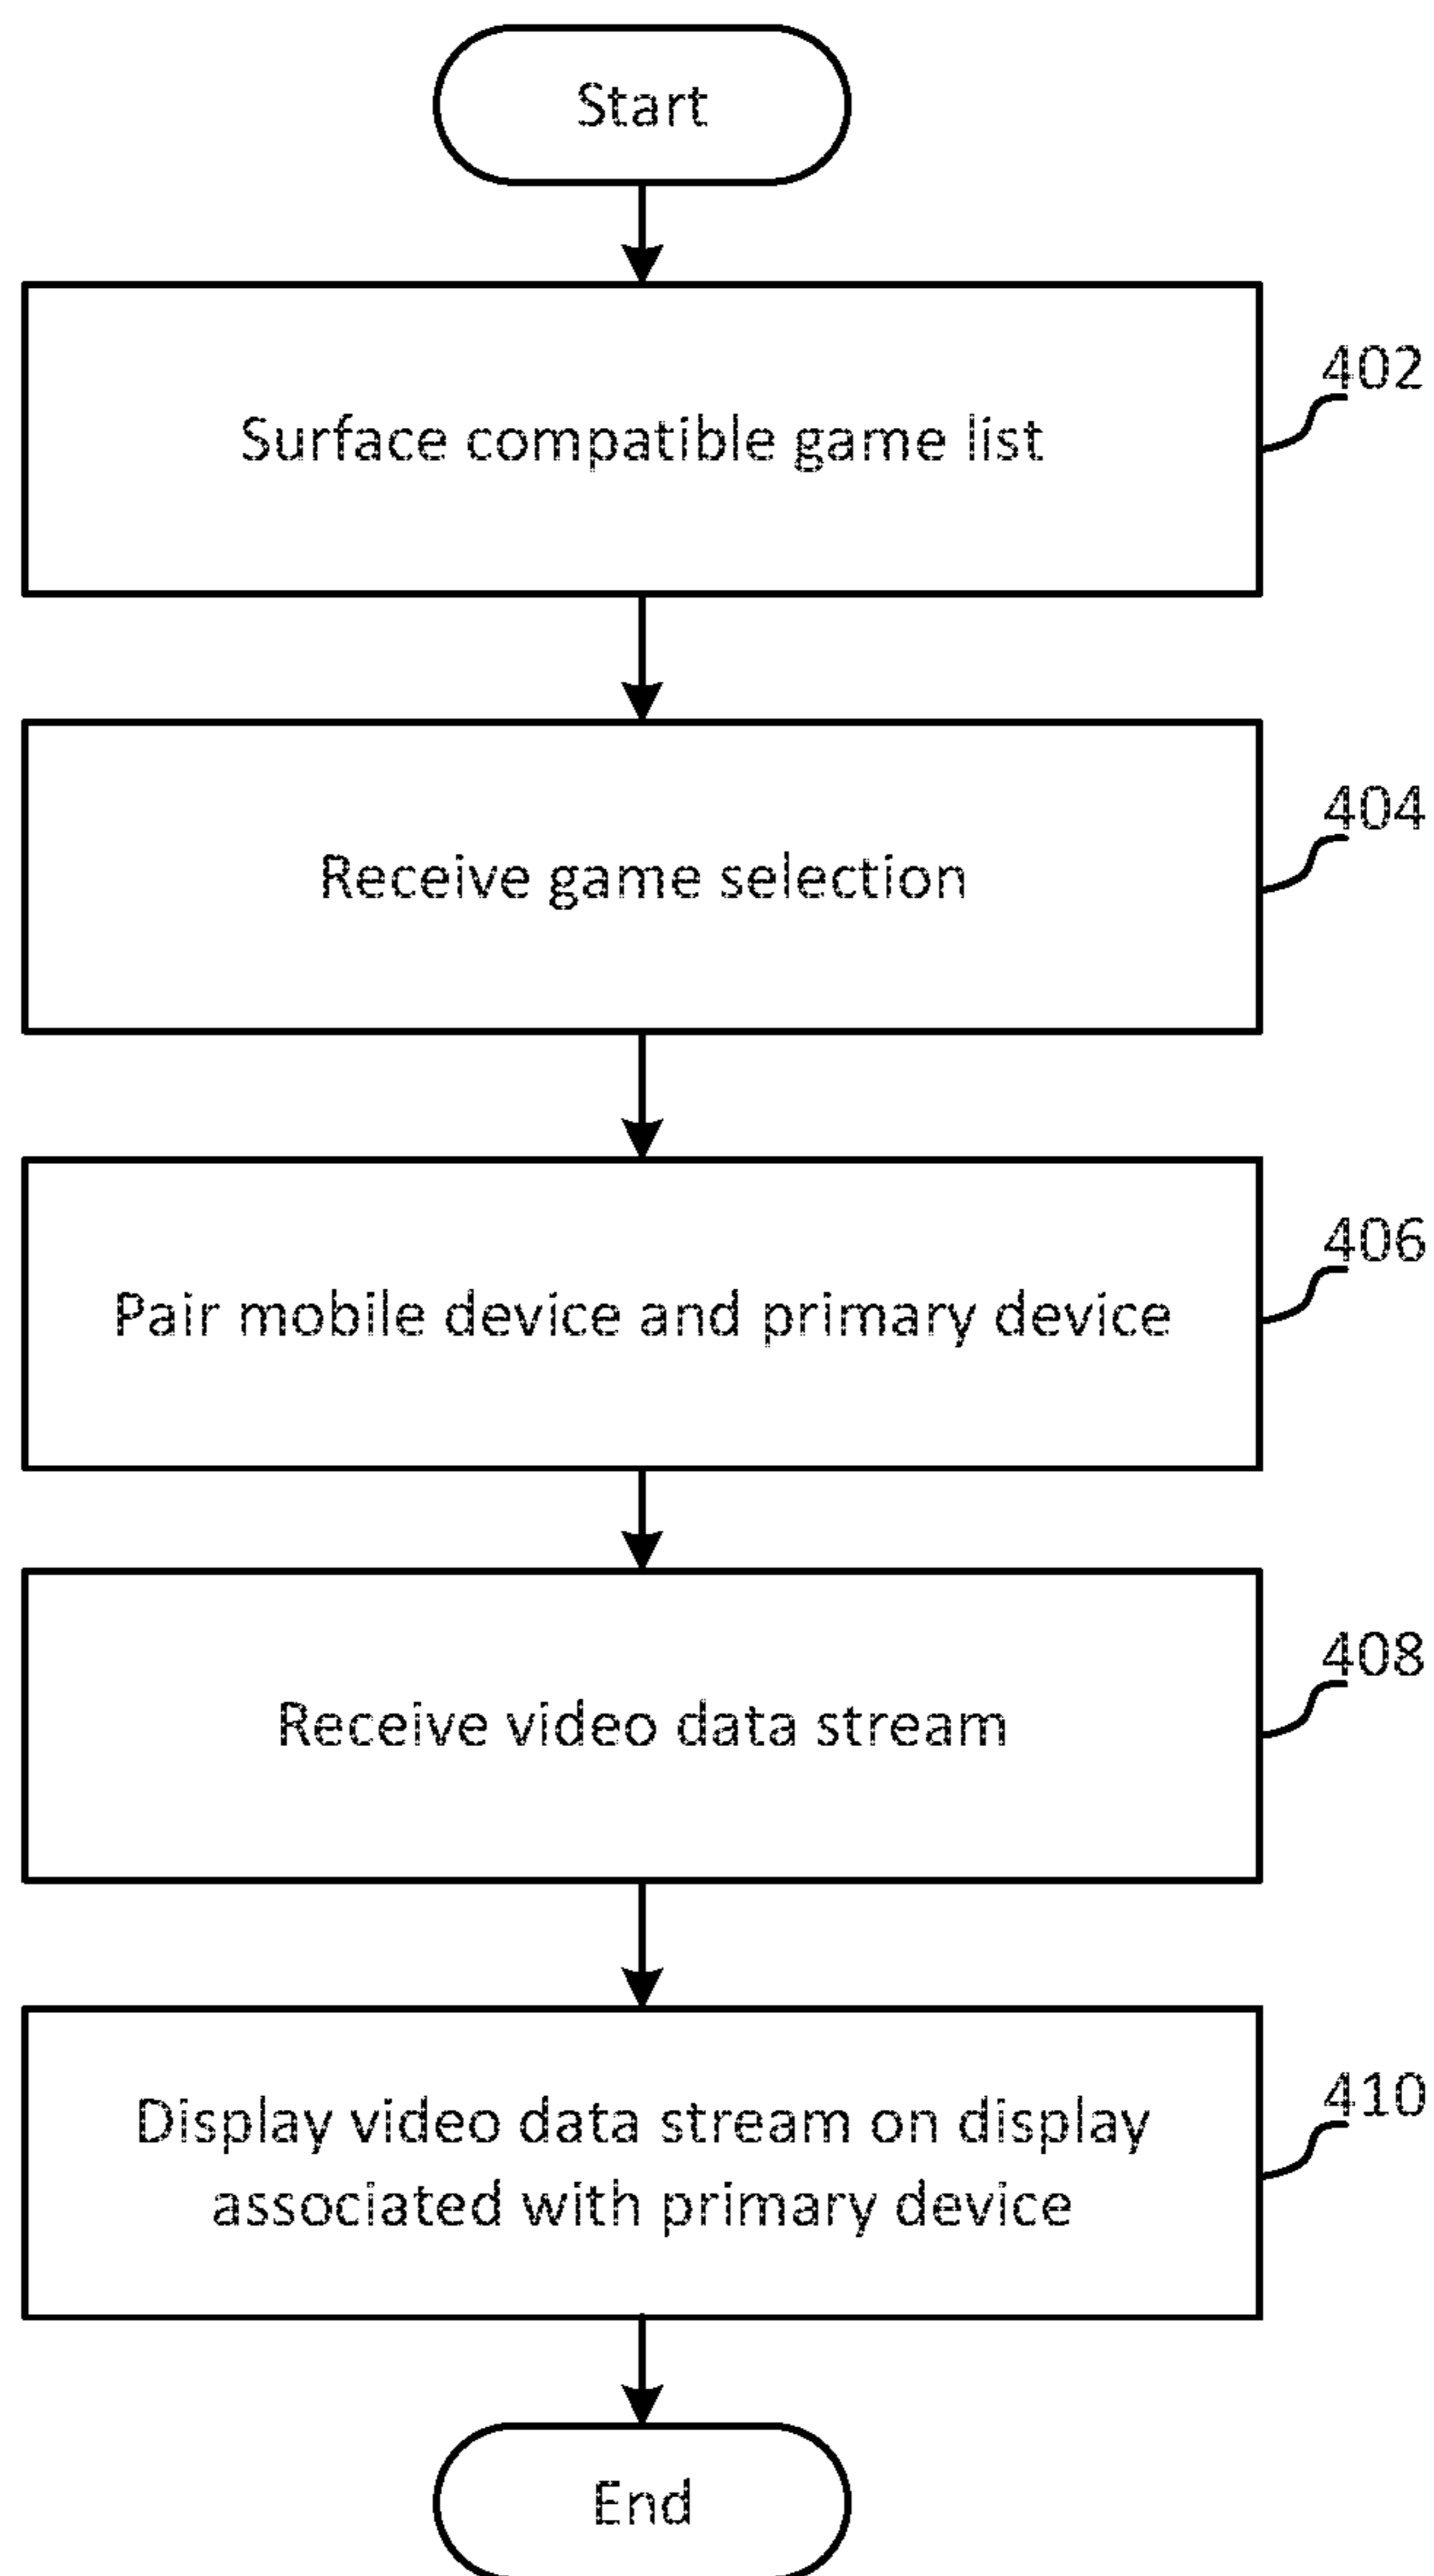 Start
Surface compatible game list
402
Receive game selection
404
Pair mobile device and primary device
406
Receive video data stream
408
Display video data stream on display
associated with primary device
410
End